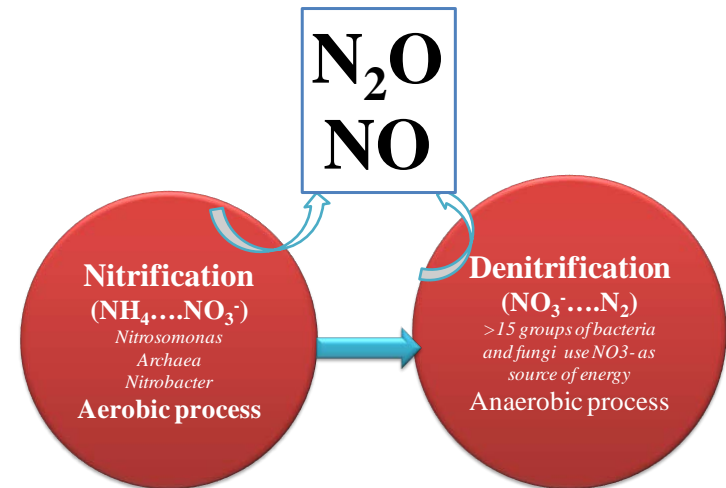 N₂O
NO
Nitrification
(NH₄....NO₃⁻)
Nitrosomonas
Archaea
Nitrobacter
Aerobic process
Denitrification
(NO₃⁻....N₂)
>15 groups of bacteria
and fungi use NO3- as
source of energy
Anaerobic process